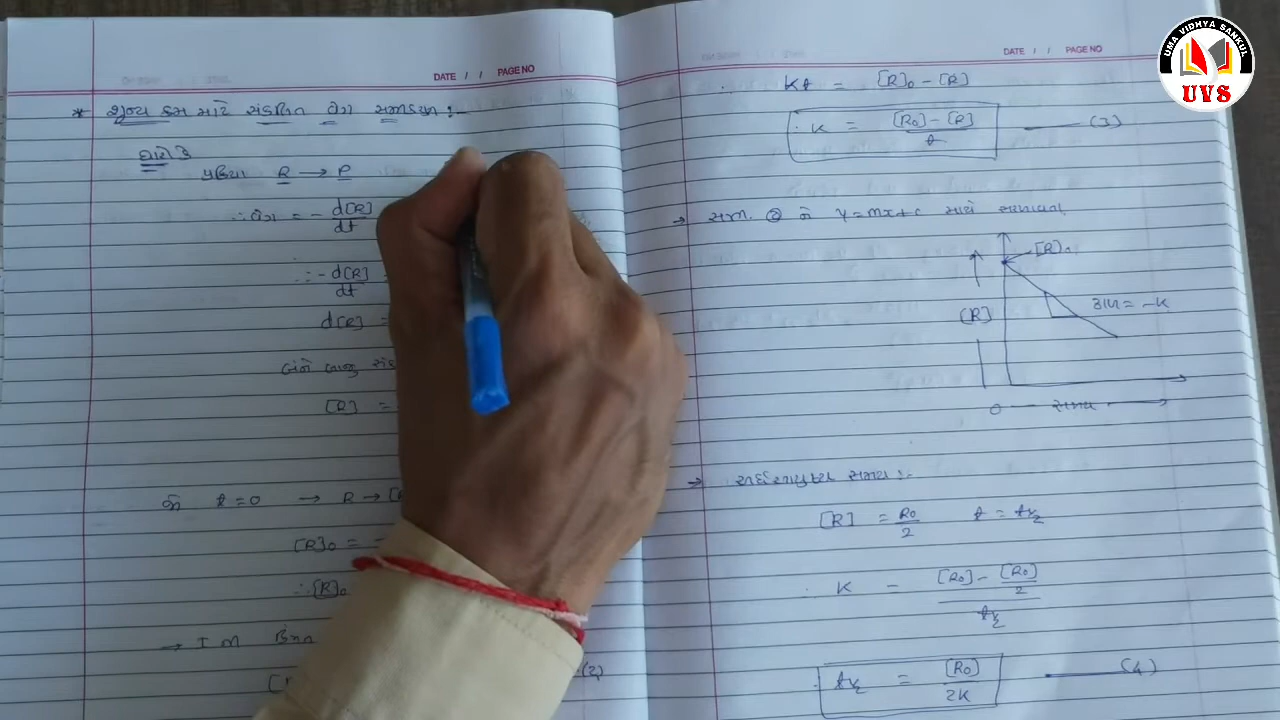 DATE / / PAGE NO
* શૂન્ય ક્રમ માટે સંકલિત વેગ સમીકરણ :-
ધારો કે
પ્રક્રિયા R → P
∴ વેગ = - d[R]/dt
∴ - d[R]/dt =
d[R] =
બંને બાજુ
[R] =
જો t = 0 → R → [R
[R]₀ = -
∴ [R]₀
→ I ની કિંમત
(2)
DATE / / PAGE NO
Kt = [R]₀ - [R]
∴ K = [R₀] - [R] / t (3)
→ સમી. ② ને y = mx + c સાથે સરખાવતા,
[R]₀
[R]
ઢાળ = -K
0 સમય
→ અર્ધઆયુષ્ય સમય :-
[R] = R₀/2 t = t½
∴ K = [R₀] - [R₀]/2 / t½
∴ t½ = [R₀] / 2K (4)
UMA VIDHYA SANKUL
UVS